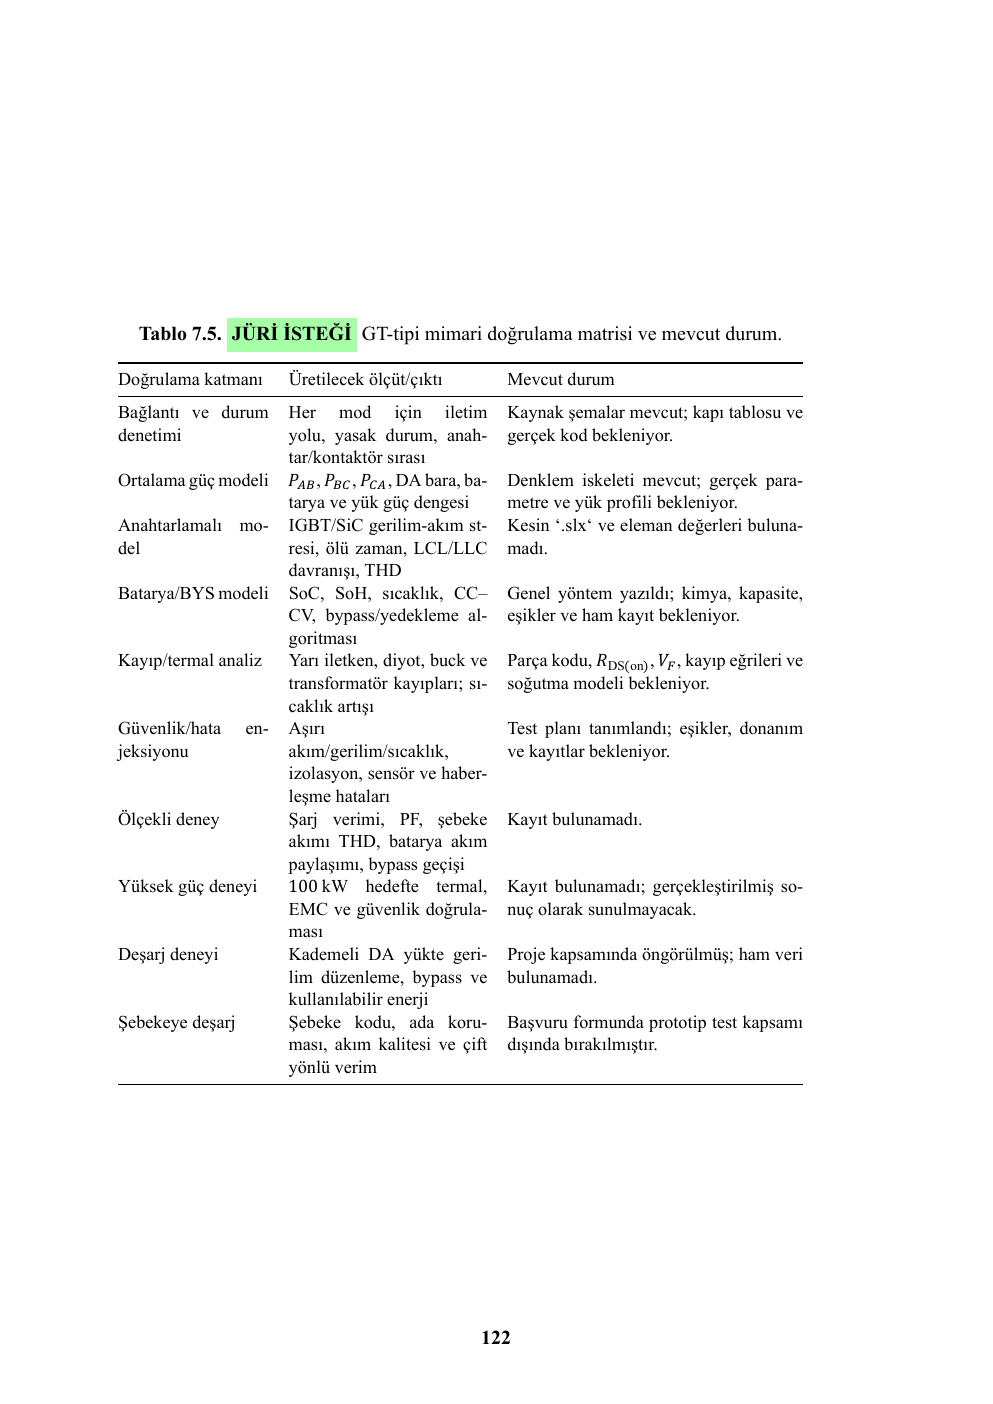 Tablo 7.5. JÜRİ İSTEĞİ GT-tipi mimari doğrulama matrisi ve mevcut durum.
Doğrulama katmanı Üretilecek ölçüt/çıktı Mevcut durum
Bağlantı ve durum Her mod için iletim Kaynak şemalar mevcut; kapı tablosu ve
denetimi yolu, yasak durum, anah- gerçek kod bekleniyor.
tar/kontaktör sırası
Ortalama güç modeli P_AB, P_BC, P_CA, DA bara, ba- Denklem iskeleti mevcut; gerçek para-
tarya ve yük güç dengesi metre ve yük profili bekleniyor.
Anahtarlamalı mo- IGBT/SiC gerilim-akım st- Kesin ‘.slx‘ ve eleman değerleri buluna-
del resi, ölü zaman, LCL/LLC madı.
davranışı, THD
Batarya/BYS modeli SoC, SoH, sıcaklık, CC– Genel yöntem yazıldı; kimya, kapasite,
CV, bypass/yedekleme al- eşikler ve ham kayıt bekleniyor.
goritması
Kayıp/termal analiz Yarı iletken, diyot, buck ve Parça kodu, R_DS(on), V_F, kayıp eğrileri ve
transformatör kayıpları; sı- soğutma modeli bekleniyor.
caklık artışı
Güvenlik/hata en- Aşırı Test planı tanımlandı; eşikler, donanım
jeksiyonu akım/gerilim/sıcaklık, ve kayıtlar bekleniyor.
izolasyon, sensör ve haber-
leşme hataları
Ölçekli deney Şarj verimi, PF, şebeke Kayıt bulunamadı.
akımı THD, batarya akım
paylaşımı, bypass geçişi
Yüksek güç deneyi 100 kW hedefte termal, Kayıt bulunamadı; gerçekleştirilmiş so-
EMC ve güvenlik doğrula- nuç olarak sunulmayacak.
ması
Deşarj deneyi Kademeli DA yükte geri- Proje kapsamında öngörülmüş; ham veri
lim düzenleme, bypass ve bulunamadı.
kullanılabilir enerji
Şebekeye deşarj Şebeke kodu, ada koru- Başvuru formunda prototip test kapsamı
ması, akım kalitesi ve çift dışında bırakılmıştır.
yönlü verim
122